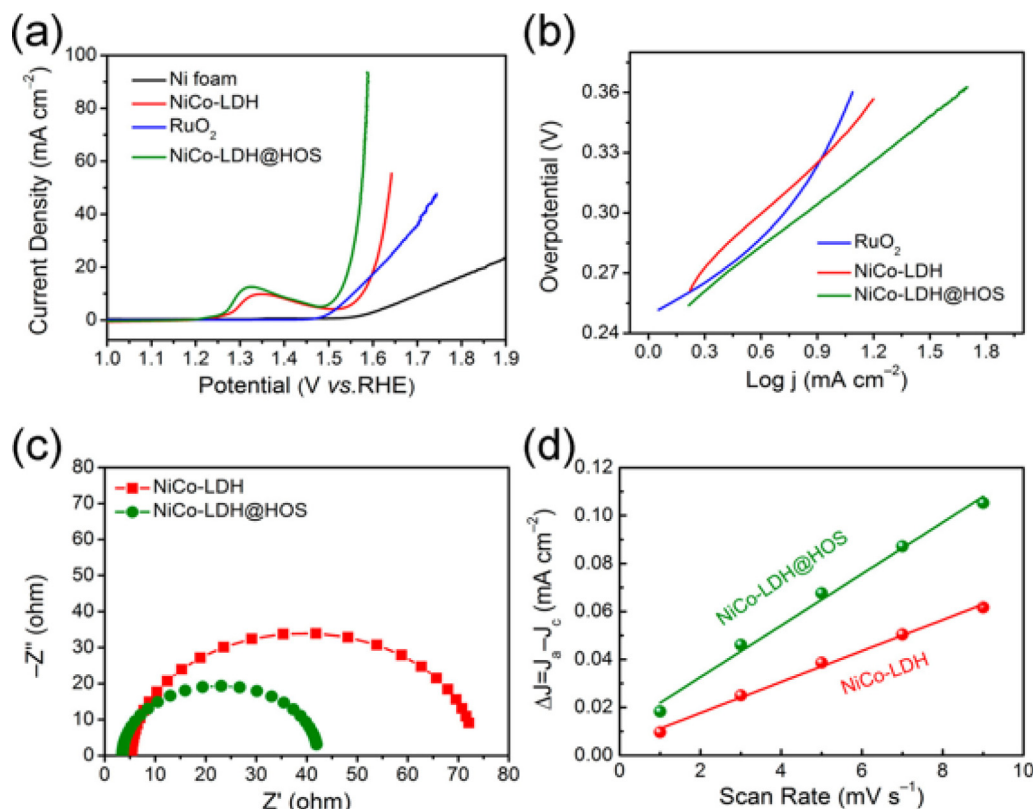 (a)
100
80
60
40
20
0
Current Density (mA cm⁻²)
Ni foam
NiCo-LDH
RuO₂
NiCo-LDH@HOS
1.0 1.1 1.2 1.3 1.4 1.5 1.6 1.7 1.8 1.9
Potential (V vs.RHE)
(b)
0.36
0.33
0.30
0.27
0.24
Overpotential (V)
RuO₂
NiCo-LDH
NiCo-LDH@HOS
0.0 0.3 0.6 0.9 1.2 1.5 1.8
Log j (mA cm⁻²)
(c)
80
70
60
50
40
30
20
10
0
−Z'' (ohm)
NiCo-LDH
NiCo-LDH@HOS
0 10 20 30 40 50 60 70 80
Z' (ohm)
(d)
0.12
0.10
0.08
0.06
0.04
0.02
0.00
ΔJ=Jₐ−J꜀ (mA cm⁻²)
NiCo-LDH@HOS
NiCo-LDH
0 2 4 6 8 10
Scan Rate (mV s⁻¹)